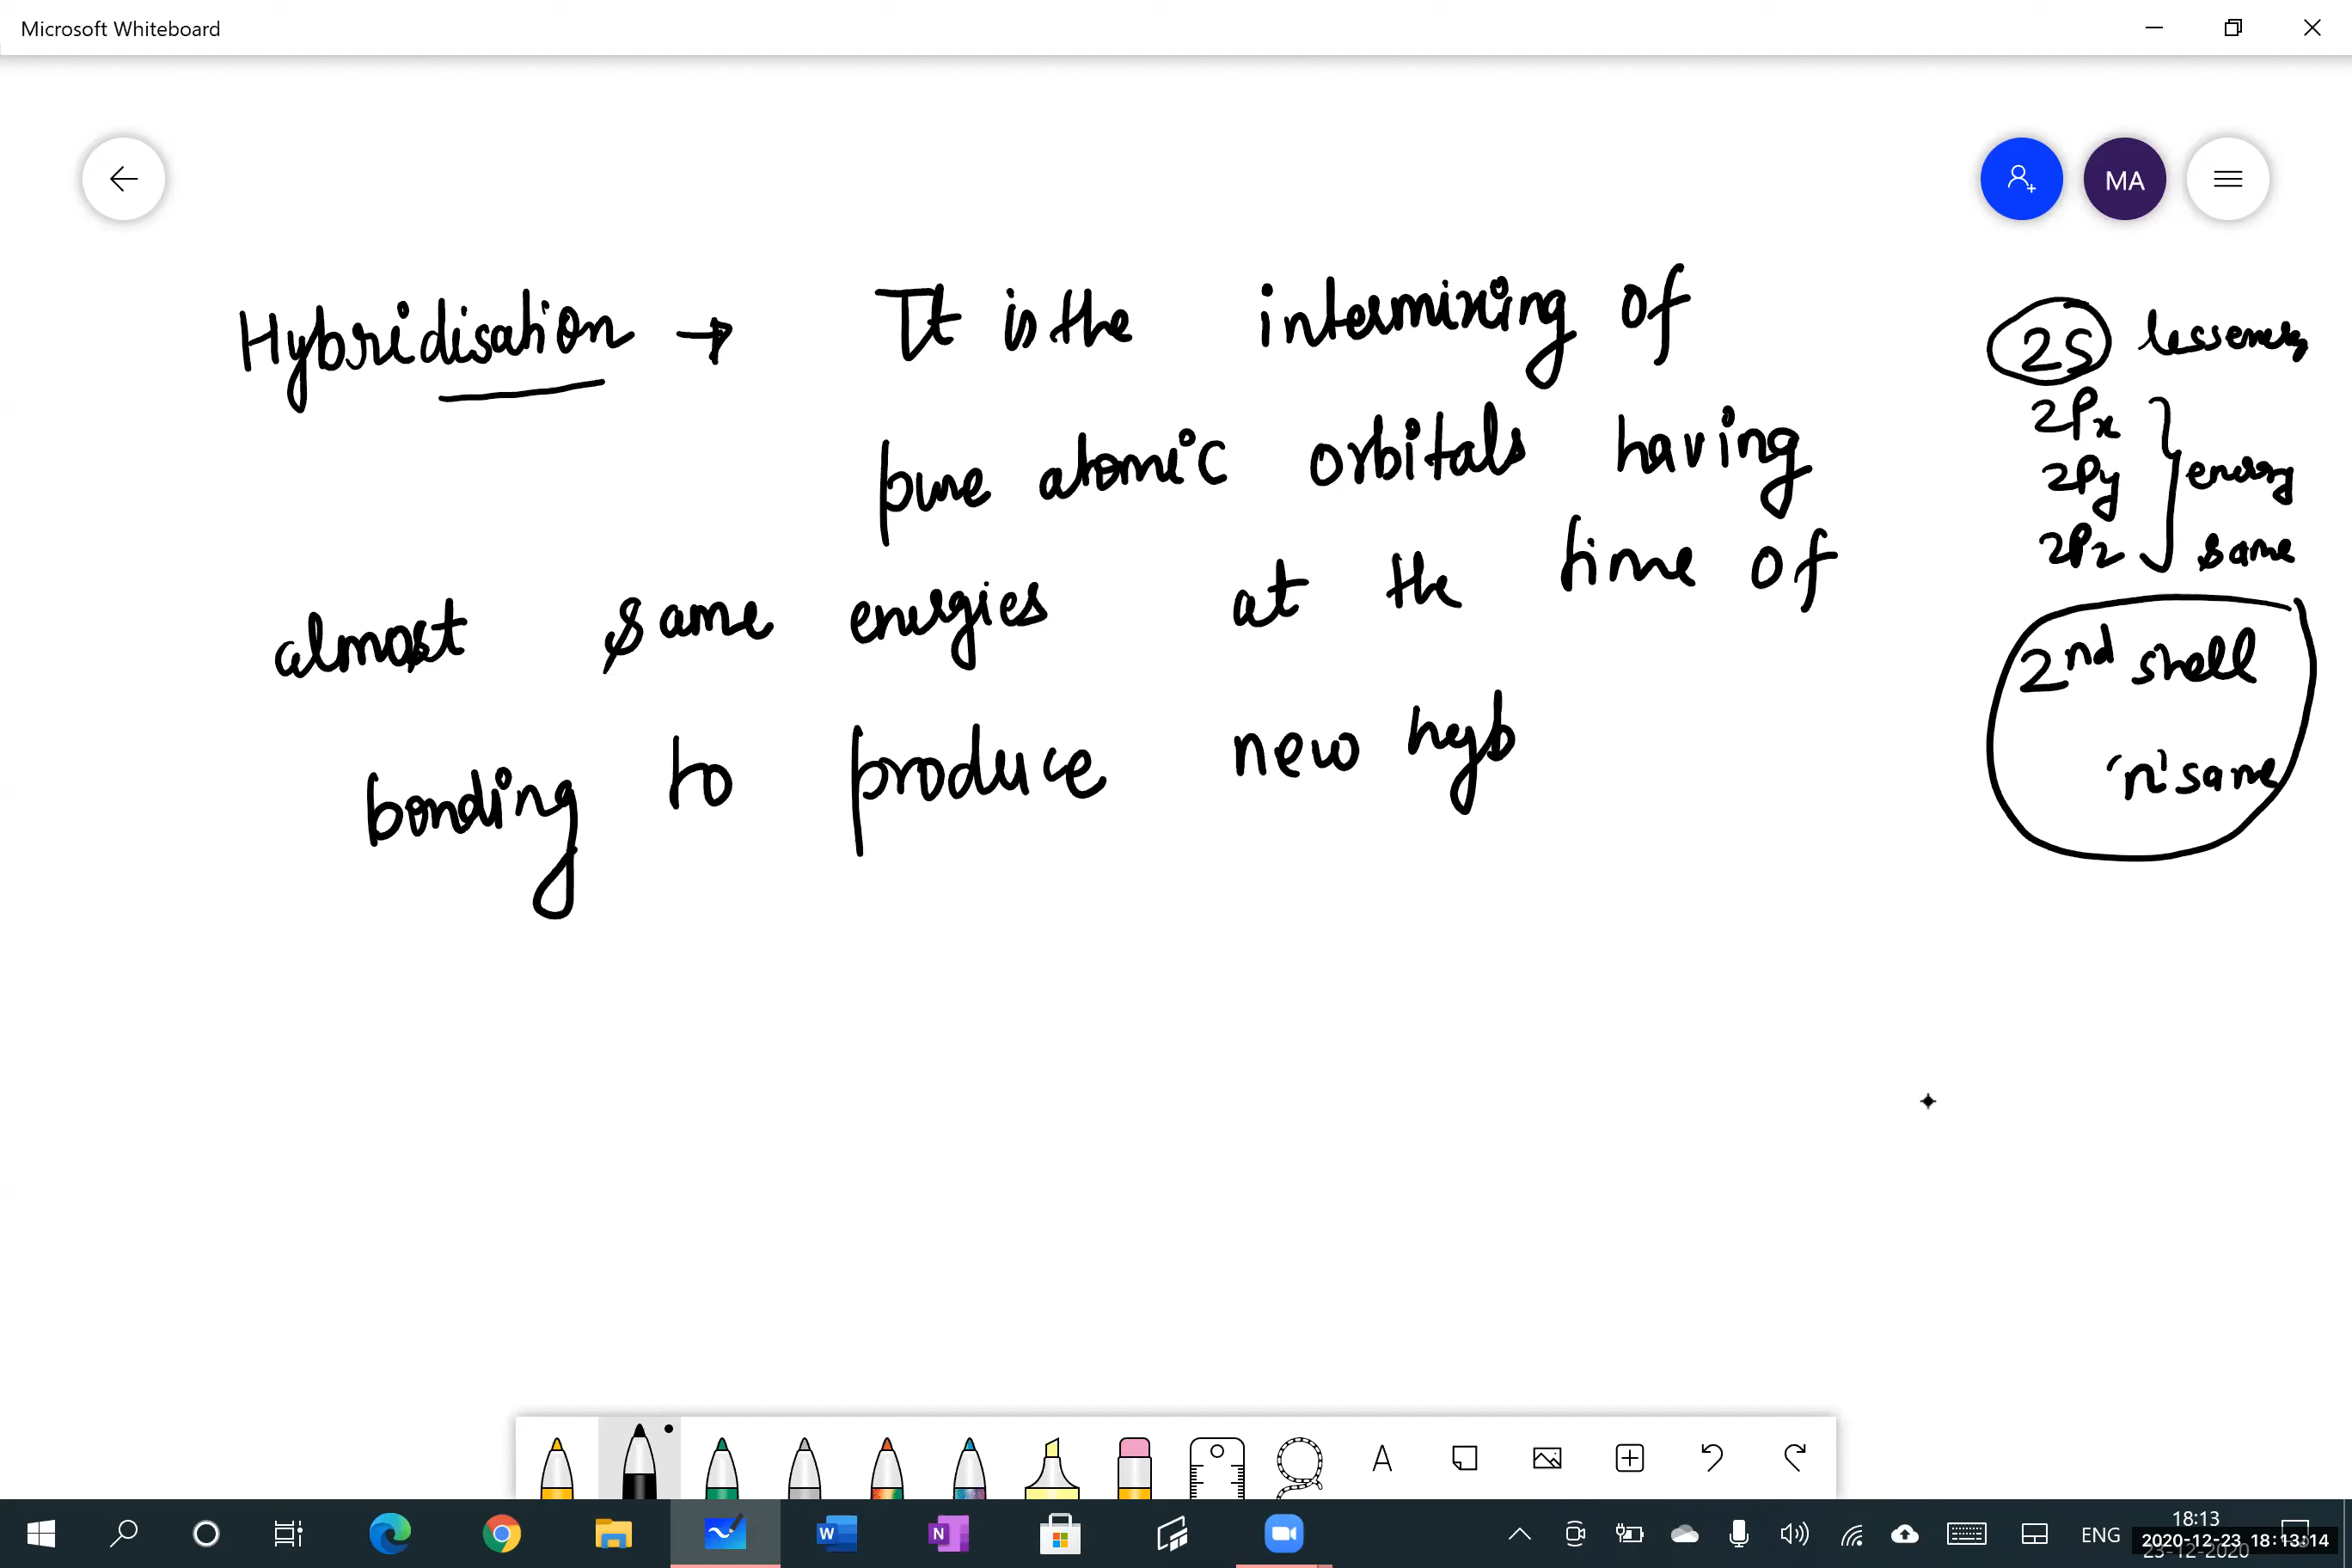 Microsoft Whiteboard
MA
Hybridisation → It is the intermixing of
pure atomic orbitals having
almost same energies at the time of
bonding to produce new hyb
2S
2Px
2Py energy
2Pz same
2nd shell
'n' same
A
W
N
ENG
18:13
23-12-2020
2020-12-23 18:13:14